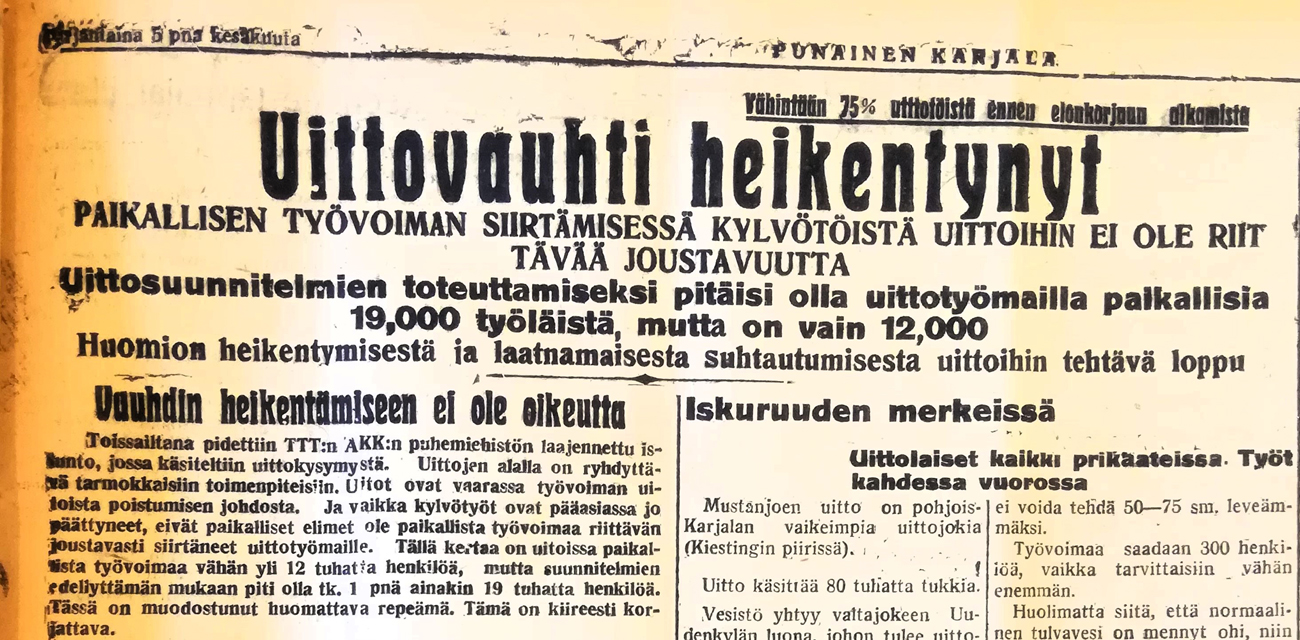 Perjantaina 5 pnä kesäkuuta
PUNAINEN KARJALA
Vähintään 75% uittotöistä ennen elonkorjuun alkamista
Uittovauhti heikentynyt
PAIKALLISEN TYÖVOIMAN SIIRTÄMISESSÄ KYLVÖTÖISTÄ UITTOIHIN EI OLE RIIT
TÄVÄÄ JOUSTAVUUTTA
Uittosuunnitelmien toteuttamiseksi pitäisi olla uittotyömailla paikallisia
19,000 työläistä, mutta on vain 12,000
Huomion heikentymisestä ja laatnamaisesta suhtautumisesta uittoihin tehtävä loppu
Vauhdin heikentämiseen ei ole oikeutta
Toissailtana pidettiin TTT:n AKK:n puhemiehistön laajennettu is-
tunto, jossa käsiteltiin uittokysymystä. Uittojen alalla on ryhdyttä-
vä tarmokkaisiin toimenpiteisiin. Uitot ovat vaarassa työvoiman ui-
toista poistumisen johdosta. Ja vaikka kylvötyöt ovat pääasiassa jo
päättyneet, eivät paikalliset elimet ole paikallista työvoimaa riittävän
joustavasti siirtäneet uittotyömaille. Tällä kertaa on uitoissa paikal-
lista työvoimaa vähän yli 12 tuhatta henkilöä, mutta suunnitelmien
edellyttämän mukaan piti olla tk. 1 pnä ainakin 19 tuhatta henkilöä.
Tässä on muodostunut huomattava repeämä. Tämä on kiireesti kor-
jattava.
Iskuruuden merkeissä
Uittolaiset kaikki prikaateissa. Työt
kahdessa vuorossa
Mustanjoen uitto on pohjois-
Karjalan vaikeimpia uittojokia
(Kiestingin piirissä).
Uitto käsittää 80 tuhatta tukkia.
Vesistö yhtyy valtajokeen Uu-
denkylän luona, johon tulee uitto-
ei voida tehdä 50—75 sm. leveäm-
mäksi.
Työvoimaa saadaan 300 henki-
löä, vaikka tarvittaisiin vähän
enemmän.
Huolimatta siitä, että normaali-
nen tulvavesi on mennyt ohi, niin